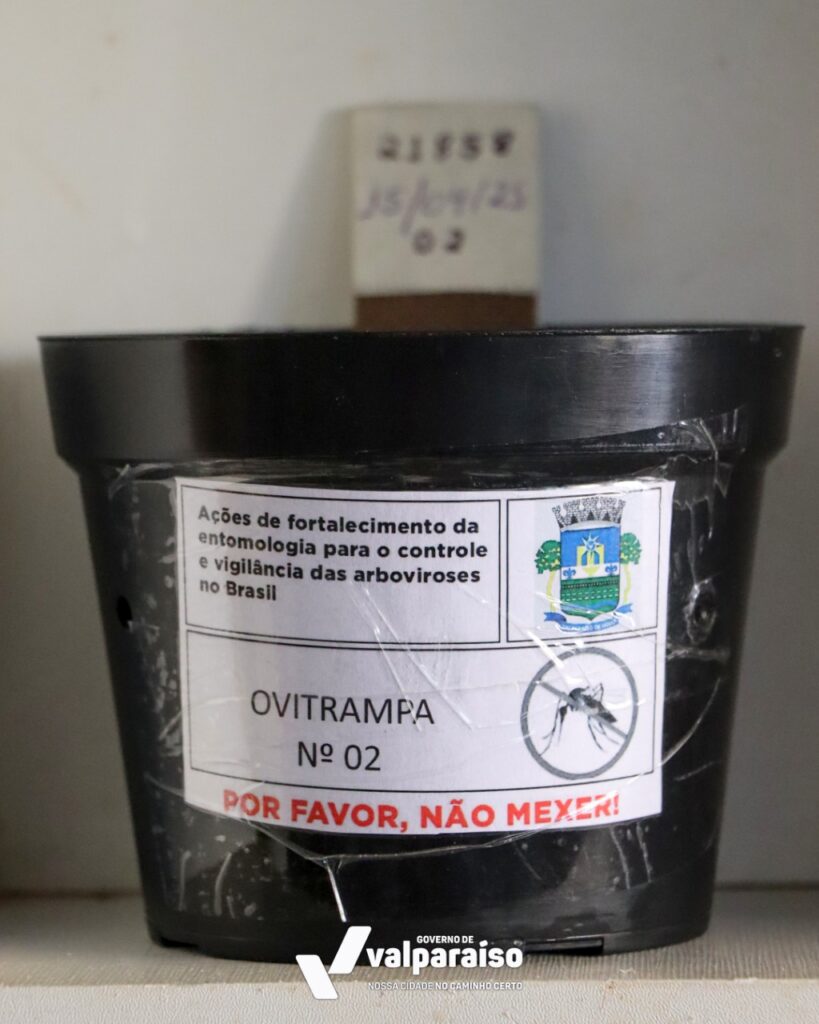 21558
15/04/25
02
Ações de fortalecimento da
entomologia para o controle
e vigilância das arboviroses
no Brasil
OVITRAMPA
Nº 02
POR FAVOR, NÃO MEXER!
GOVERNO DE
valparaiso
NOSSA CIDADE NO CAMINHO CERTO